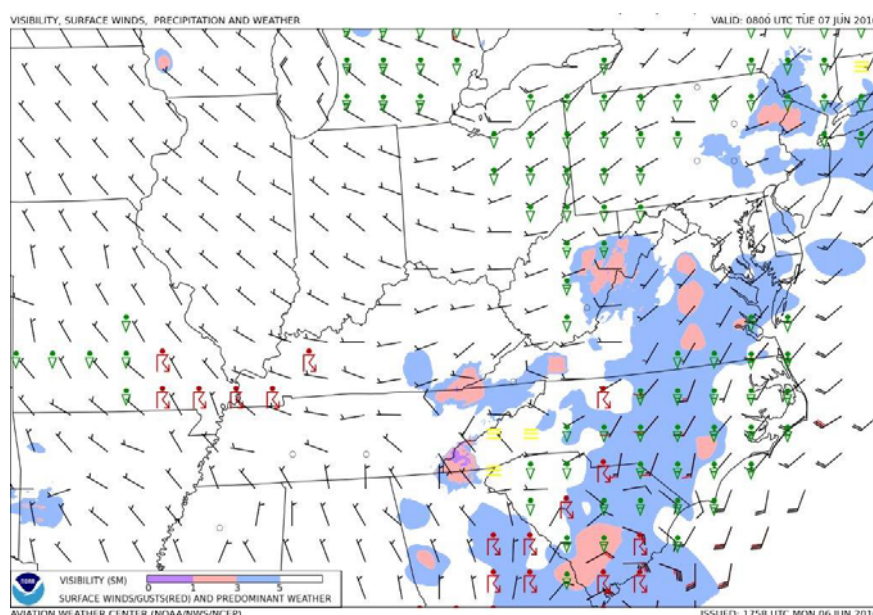 VISIBILITY, SURFACE WINDS, PRECIPITATION AND WEATHER
VALID: 0800 UTC TUE 07 JUN 2016
NOAA
VISIBILITY (SM)
0 1 3 5
SURFACE WINDS/GUSTS(RED) AND PREDOMINANT WEATHER
AVIATION WEATHER CENTER (NOAA/NWS/NCEP)
ISSUED: 1758 UTC MON 06 JUN 2016